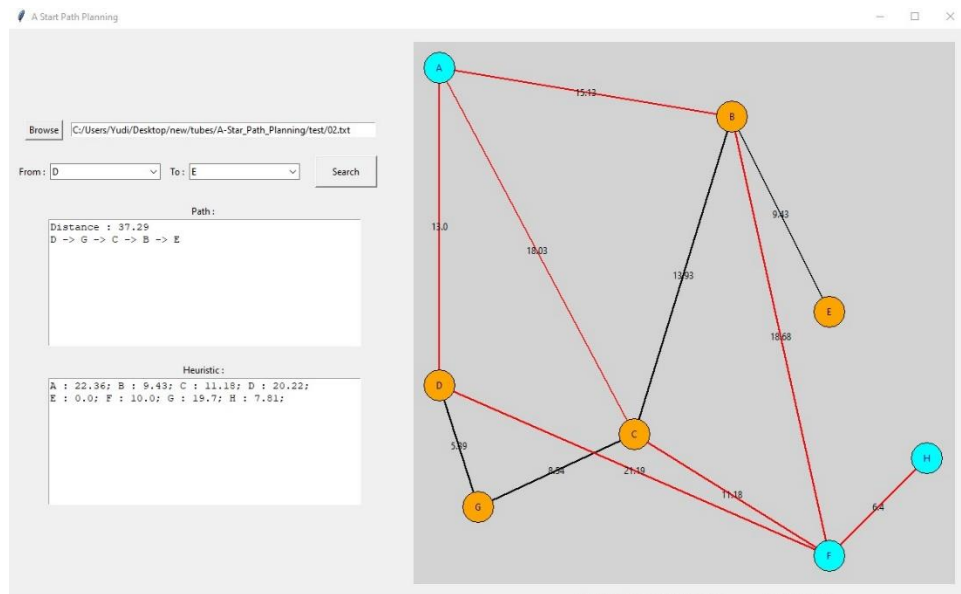 A Start Path Planning
Browse C:/Users/Yudi/Desktop/new/tubes/A-Star_Path_Planning/test/02.txt
From : D To : E Search
Path :
Distance : 37.29
D -> G -> C -> B -> E
Heuristic :
A : 22.36; B : 9.43; C : 11.18; D : 20.22;
E : 0.0; F : 10.0; G : 19.7; H : 7.81;
A
15.13
B
9.43
13.0
18.03
13.93
E
18.68
D
C
5.39
H
8.54
21.19
11.18
G
6.4
F